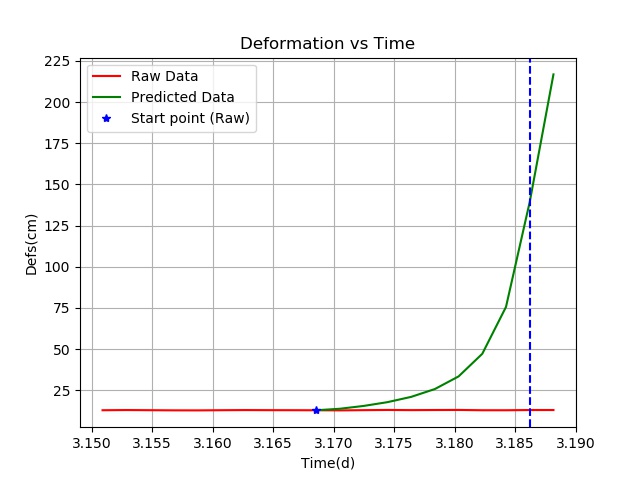 Deformation vs Time
Raw Data
Predicted Data
Start point (Raw)
Defs(cm)
225
200
175
150
125
100
75
50
25
3.150 3.155 3.160 3.165 3.170 3.175 3.180 3.185 3.190
Time(d)